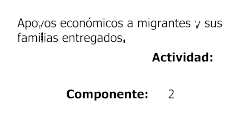 Apoyos económicos a migrantes y sus
familias entregados.
Actividad:
Componente: 2